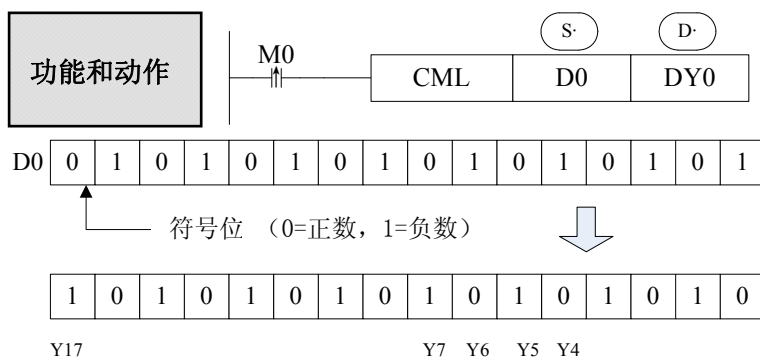 S· D·
功能和动作
M0
CML D0 DY0
D0 0 1 0 1 0 1 0 1 0 1 0 1 0 1 0 1
符号位 （0=正数，1=负数）
1 0 1 0 1 0 1 0 1 0 1 0 1 0 1 0
Y17 Y7 Y6 Y5 Y4